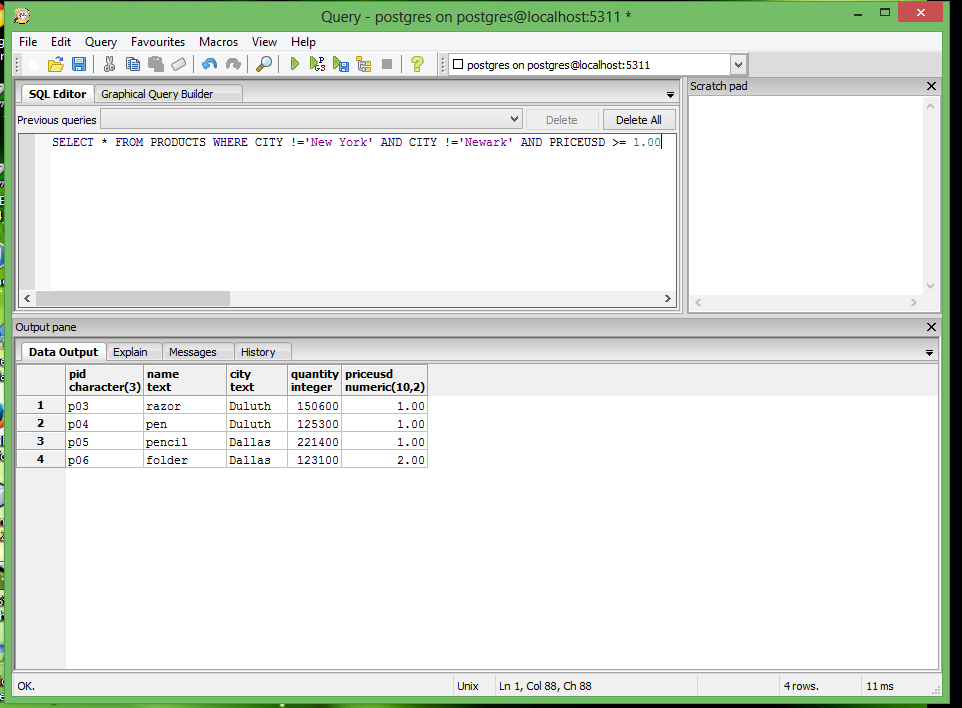 Query - postgres on postgres@localhost:5311 *
File Edit Query Favourites Macros View Help
postgres on postgres@localhost:5311
SQL Editor Graphical Query Builder
Scratch pad
Previous queries Delete Delete All
SELECT * FROM PRODUCTS WHERE CITY !='New York' AND CITY !='Newark' AND PRICEUSD >= 1.00
Output pane
Data Output Explain Messages History
pid name city quantity priceusd
character(3) text text integer numeric(10,2)
1 p03 razor Duluth 150600 1.00
2 p04 pen Duluth 125300 1.00
3 p05 pencil Dallas 221400 1.00
4 p06 folder Dallas 123100 2.00
OK. Unix Ln 1, Col 88, Ch 88 4 rows. 11 ms